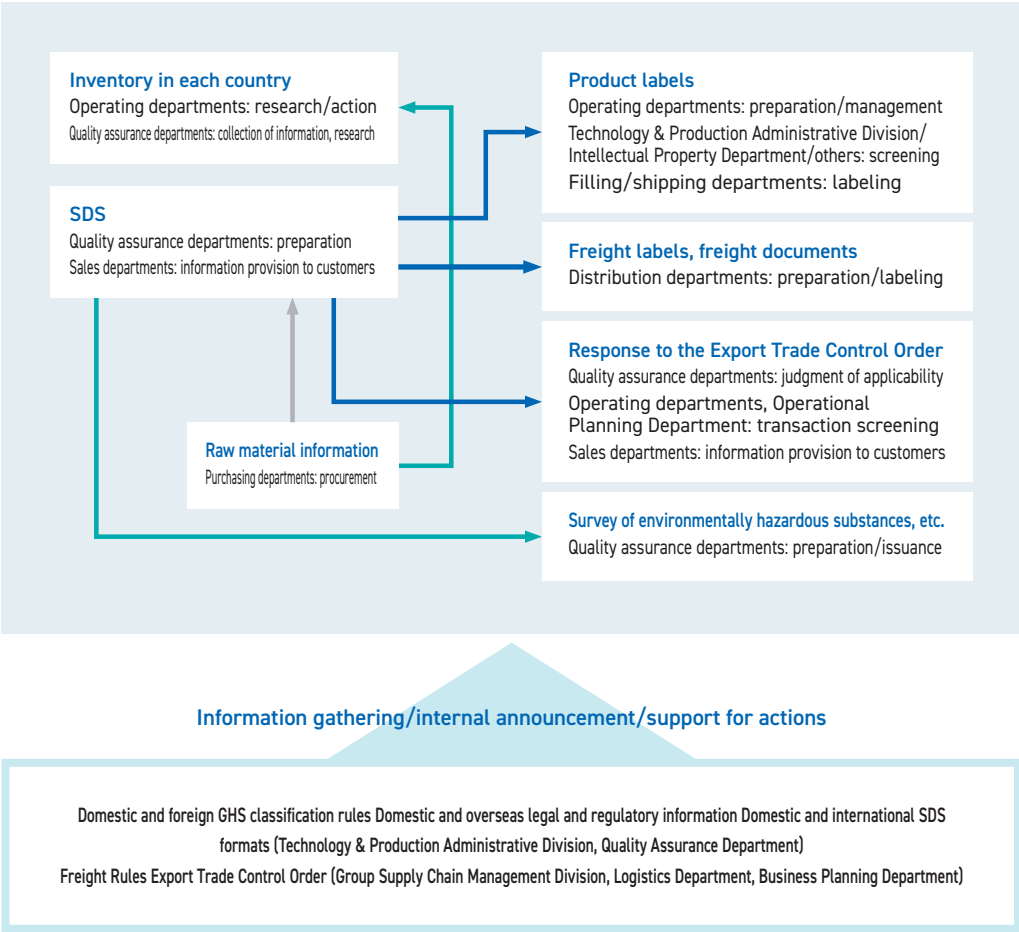 Inventory in each country
Operating departments: research/action
Quality assurance departments: collection of information, research
SDS
Quality assurance departments: preparation
Sales departments: information provision to customers
Raw material information
Purchasing departments: procurement
Product labels
Operating departments: preparation/management
Technology & Production Administrative Division/
Intellectual Property Department/others: screening
Filling/shipping departments: labeling
Freight labels, freight documents
Distribution departments: preparation/labeling
Response to the Export Trade Control Order
Quality assurance departments: judgment of applicability
Operating departments, Operational
Planning Department: transaction screening
Sales departments: information provision to customers
Survey of environmentally hazardous substances, etc.
Quality assurance departments: preparation/issuance
Information gathering/internal announcement/support for actions
Domestic and foreign GHS classification rules Domestic and overseas legal and regulatory information Domestic and international SDS
formats (Technology & Production Administrative Division, Quality Assurance Department)
Freight Rules Export Trade Control Order (Group Supply Chain Management Division, Logistics Department, Business Planning Department)